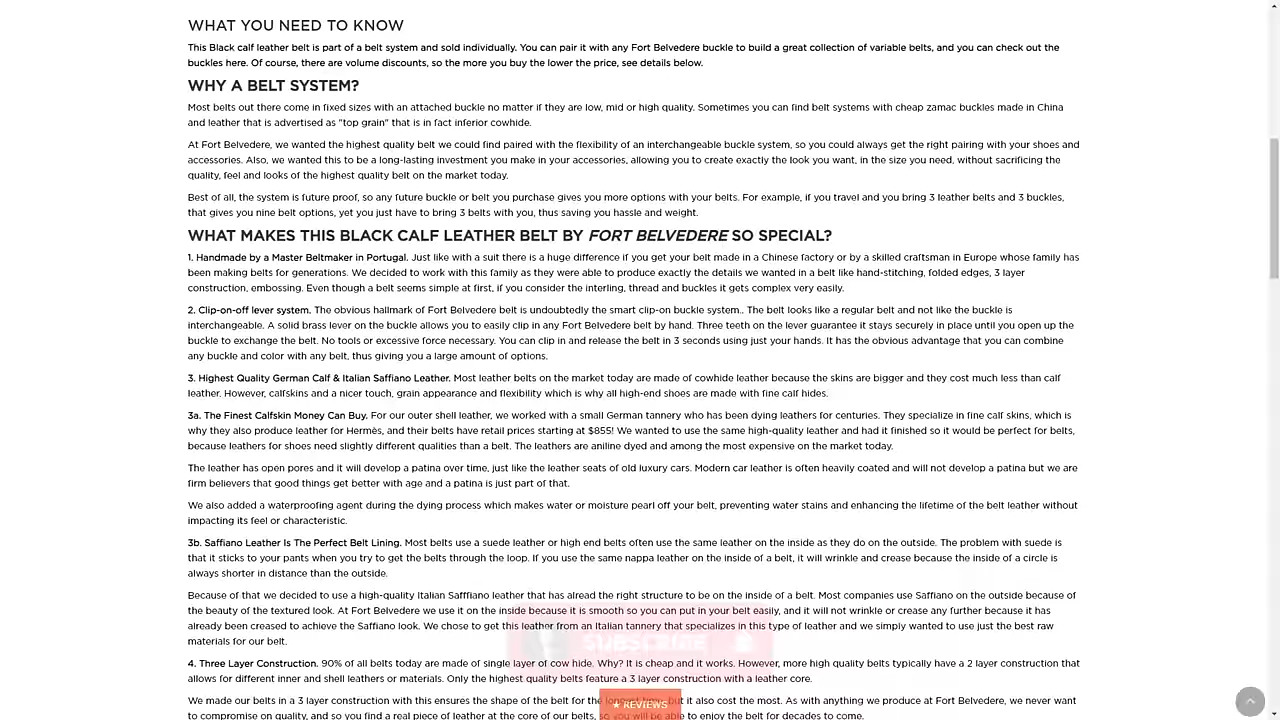 WHAT YOU NEED TO KNOW
This Black calf leather belt is part of a belt system and sold individually. You can pair it with any Fort Belvedere buckle to build a great collection of variable belts, and you can check out the
buckles here. Of course, there are volume discounts, so the more you buy the lower the price, see details below.
WHY A BELT SYSTEM?
Most belts out there come in fixed sizes with an attached buckle no matter if they are low, mid or high quality. Sometimes you can find belt systems with cheap zamac buckles made in China
and leather that is advertised as "top grain" that is in fact inferior cowhide.
At Fort Belvedere, we wanted the highest quality belt we could find paired with the flexibility of an interchangeable buckle system, so you could always get the right pairing with your shoes and
accessories. Also, we wanted this to be a long-lasting investment you make in your accessories, allowing you to create exactly the look you want, in the size you need, without sacrificing the
quality, feel and looks of the highest quality belt on the market today.
Best of all, the system is future proof, so any future buckle or belt you purchase gives you more options with your belts. For example, if you travel and you bring 3 leather belts and 3 buckles,
that gives you nine belt options, yet you just have to bring 3 belts with you, thus saving you hassle and weight.
WHAT MAKES THIS BLACK CALF LEATHER BELT BY FORT BELVEDERE SO SPECIAL?
1. Handmade by a Master Beltmaker in Portugal. Just like with a suit there is a huge difference if you get your belt made in a Chinese factory or by a skilled craftsman in Europe whose family has
been making belts for generations. We decided to work with this family as they were able to produce exactly the details we wanted in a belt like hand-stitching, folded edges, 3 layer
construction, embossing. Even though a belt seems simple at first, if you consider the interling, thread and buckles it gets complex very easily.
2. Clip-on-off lever system. The obvious hallmark of Fort Belvedere belt is undoubtedly the smart clip-on buckle system.. The belt looks like a regular belt and not like the buckle is
interchangeable. A solid brass lever on the buckle allows you to easily clip in any Fort Belvedere belt by hand. Three teeth on the lever guarantee it stays securely in place until you open up the
buckle to exchange the belt. No tools or excessive force necessary. You can clip in and release the belt in 3 seconds using just your hands. It has the obvious advantage that you can combine
any buckle and color with any belt, thus giving you a large amount of options.
3. Highest Quality German Calf & Italian Saffiano Leather. Most leather belts on the market today are made of cowhide leather because the skins are bigger and they cost much less than calf
leather. However, calfskins and a nicer touch, grain appearance and flexibility which is why all high-end shoes are made with fine calf hides.
3a. The Finest Calfskin Money Can Buy. For our outer shell leather, we worked with a small German tannery who has been dying leathers for centuries. They specialize in fine calf skins, which is
why they also produce leather for Hermès, and their belts have retail prices starting at $855! We wanted to use the same high-quality leather and had it finished so it would be perfect for belts,
because leathers for shoes need slightly different qualities than a belt. The leathers are aniline dyed and among the most expensive on the market today.
The leather has open pores and it will develop a patina over time, just like the leather seats of old luxury cars. Modern car leather is often heavily coated and will not develop a patina but we are
firm believers that good things get better with age and a patina is just part of that.
We also added a waterproofing agent during the dying process which makes water or moisture pearl off your belt, preventing water stains and enhancing the lifetime of the belt leather without
impacting its feel or characteristic.
3b. Saffiano Leather Is The Perfect Belt Lining. Most belts use a suede leather or high end belts often use the same leather on the inside as they do on the outside. The problem with suede is
that it sticks to your pants when you try to get the belts through the loop. If you use the same nappa leather on the inside of a belt, it will wrinkle and crease because the inside of a circle is
always shorter in distance than the outside.
Because of that we decided to use a high-quality Italian Safffiano leather that has alread the right structure to be on the inside of a belt. Most companies use Saffiano on the outside because of
the beauty of the textured look. At Fort Belvedere we use it on the inside because it is smooth so you can put in your belt easily, and it will not wrinkle or crease any further because it has
already been creased to achieve the Saffiano look. We chose to get this leather from an Italian tannery that specializes in this type of leather and we simply wanted to use just the best raw
materials for our belt.
SUBSCRIBE
4. Three Layer Construction. 90% of all belts today are made of single layer of cow hide. Why? It is cheap and it works. However, more high quality belts typically have a 2 layer construction that
allows for different inner and shell leathers or materials. Only the highest quality belts feature a 3 layer construction with a leather core.
We made our belts in a 3 layer construction with this ensures the shape of the belt for the longest time, but it also cost the most. As with anything we produce at Fort Belvedere, we never want
to compromise on quality, and so you find a real piece of leather at the core of our belts, so you will be able to enjoy the belt for decades to come.
★ REVIEWS